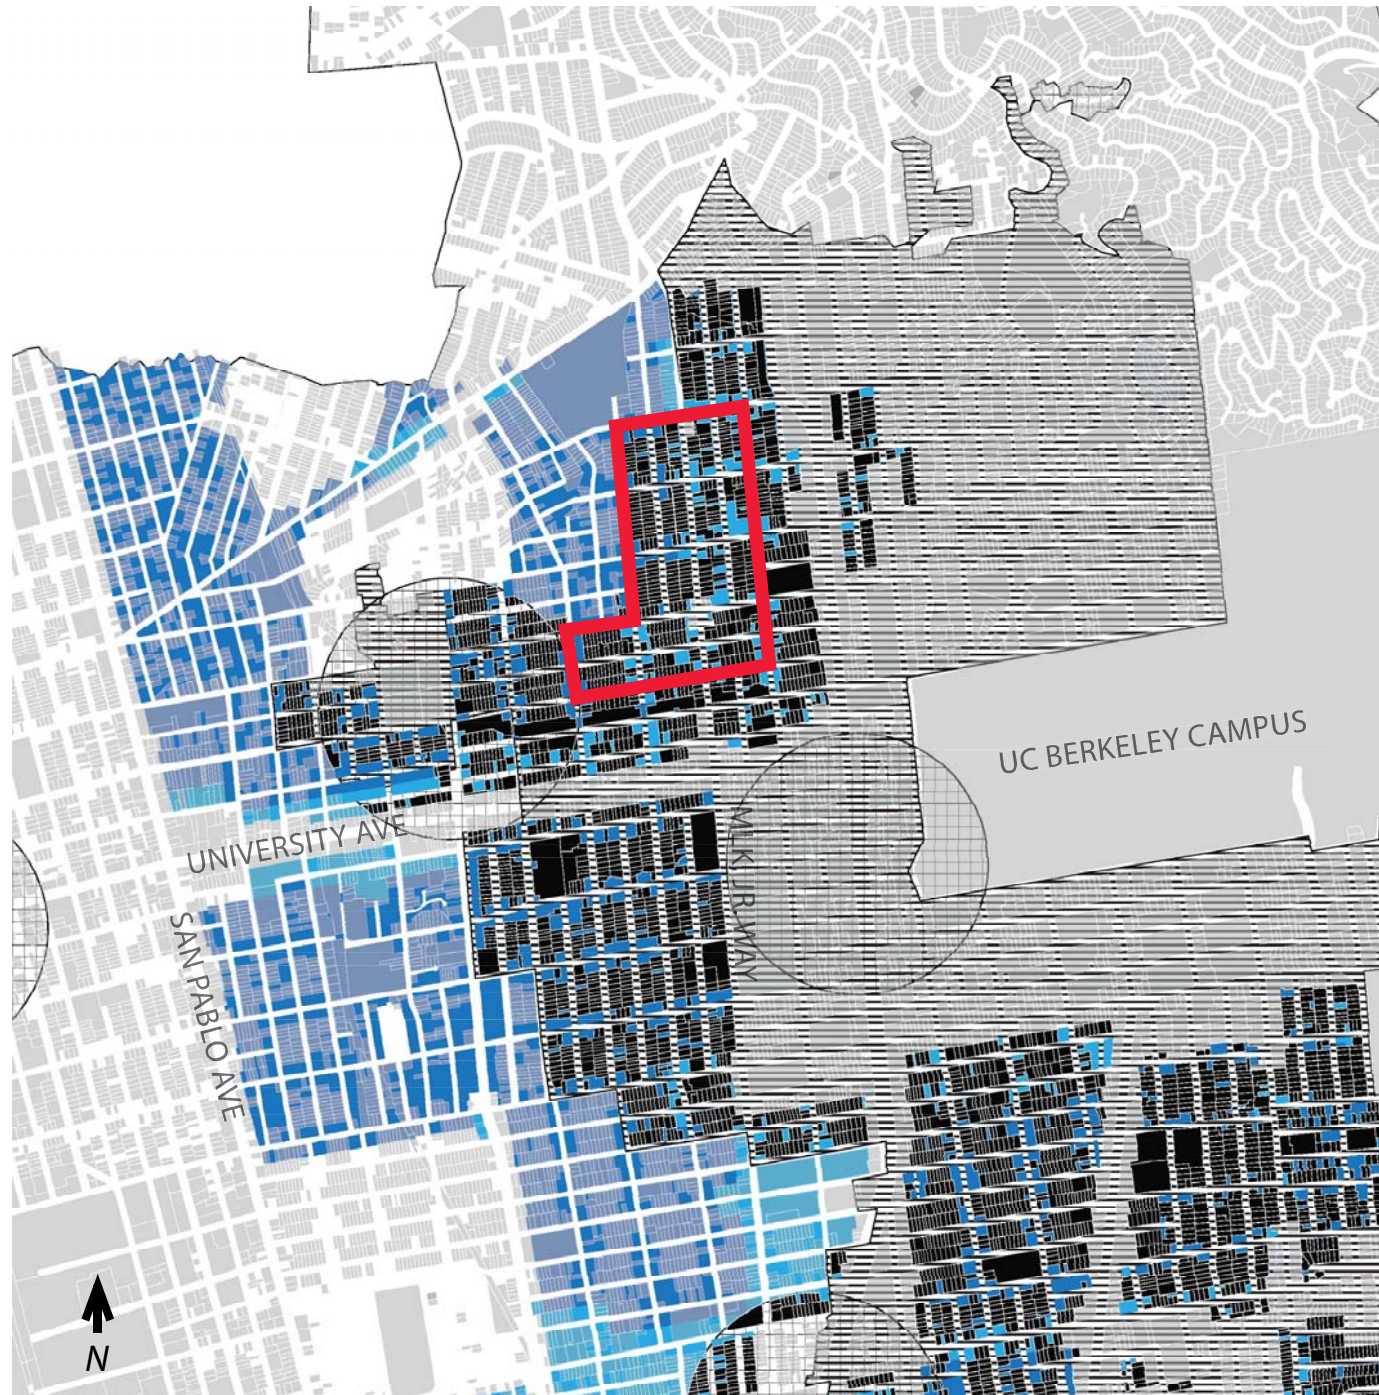 UC BERKELEY CAMPUS
UNIVERSITY AVE
MLK JR WAY
SAN PABLO AVE
N